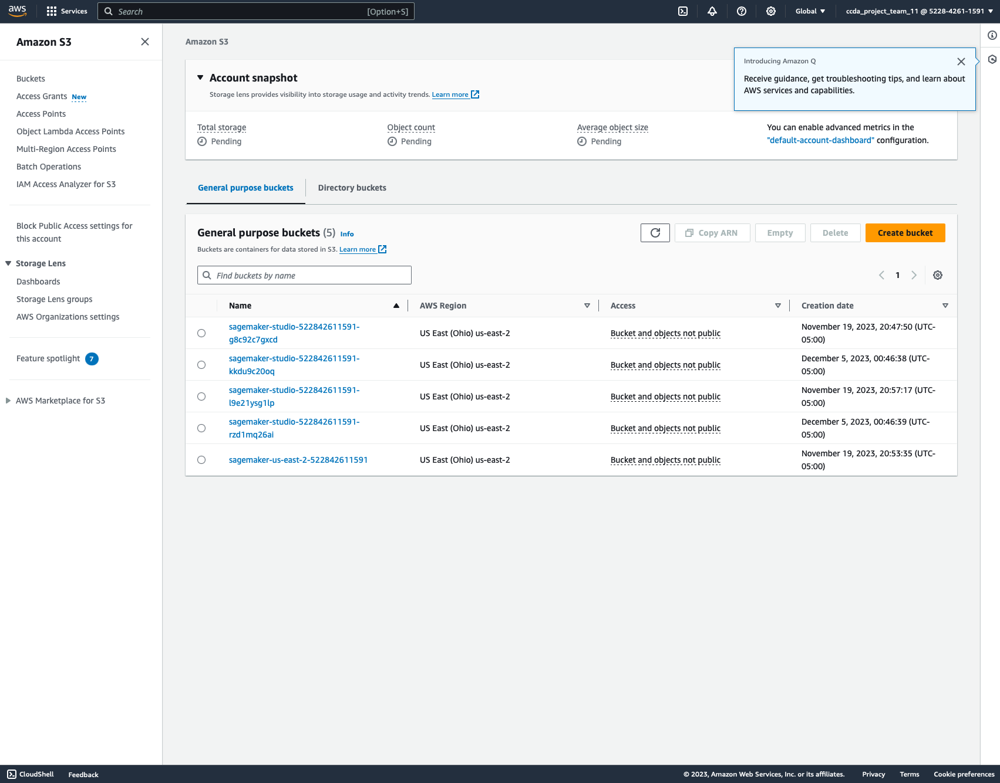 aws
Services
Search
[Option+S]
Global
ccda_project_team_11 @ 5228-4261-1591
Amazon S3
Buckets
Access Grants New
Access Points
Object Lambda Access Points
Multi-Region Access Points
Batch Operations
IAM Access Analyzer for S3
Block Public Access settings for
this account
Storage Lens
Dashboards
Storage Lens groups
AWS Organizations settings
Feature spotlight 7
AWS Marketplace for S3
Amazon S3
Account snapshot
Storage lens provides visibility into storage usage and activity trends. Learn more
Introducing Amazon Q
Receive guidance, get troubleshooting tips, and learn about
AWS services and capabilities.
Total storage
Pending
Object count
Pending
Average object size
Pending
You can enable advanced metrics in the
"default-account-dashboard" configuration.
General purpose buckets
Directory buckets
General purpose buckets (5) Info
Buckets are containers for data stored in S3. Learn more
Copy ARN
Empty
Delete
Create bucket
Find buckets by name
1
Name
AWS Region
Access
Creation date
sagemaker-studio-522842611591-
g8c92c7gxcd
US East (Ohio) us-east-2
Bucket and objects not public
November 19, 2023, 20:47:50 (UTC-
05:00)
sagemaker-studio-522842611591-
kkdu9c20oq
US East (Ohio) us-east-2
Bucket and objects not public
December 5, 2023, 00:46:38 (UTC-
05:00)
sagemaker-studio-522842611591-
l9e21ysg1lp
US East (Ohio) us-east-2
Bucket and objects not public
November 19, 2023, 20:57:17 (UTC-
05:00)
sagemaker-studio-522842611591-
rzd1mq26ai
US East (Ohio) us-east-2
Bucket and objects not public
December 5, 2023, 00:46:39 (UTC-
05:00)
sagemaker-us-east-2-522842611591
US East (Ohio) us-east-2
Bucket and objects not public
November 19, 2023, 20:53:35 (UTC-
05:00)
CloudShell
Feedback
© 2023, Amazon Web Services, Inc. or its affiliates.
Privacy
Terms
Cookie preferences